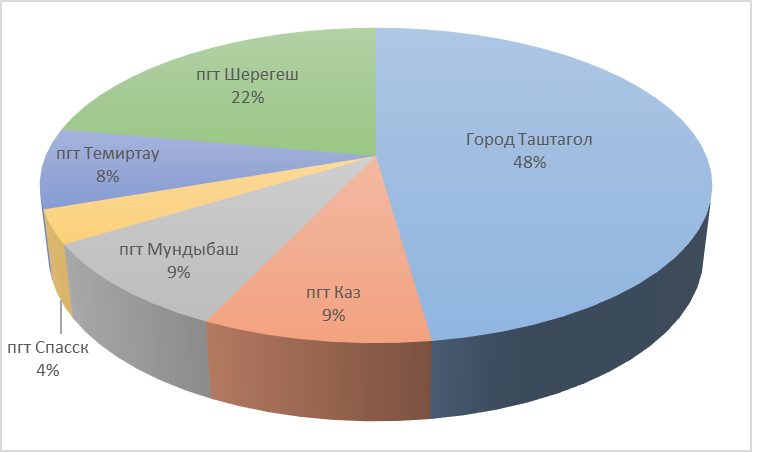 пгт Шерегеш
22%
Город Таштагол
48%
пгт Темиртау
8%
пгт Мундыбаш
9%
пгт Каз
9%
пгт Спасск
4%